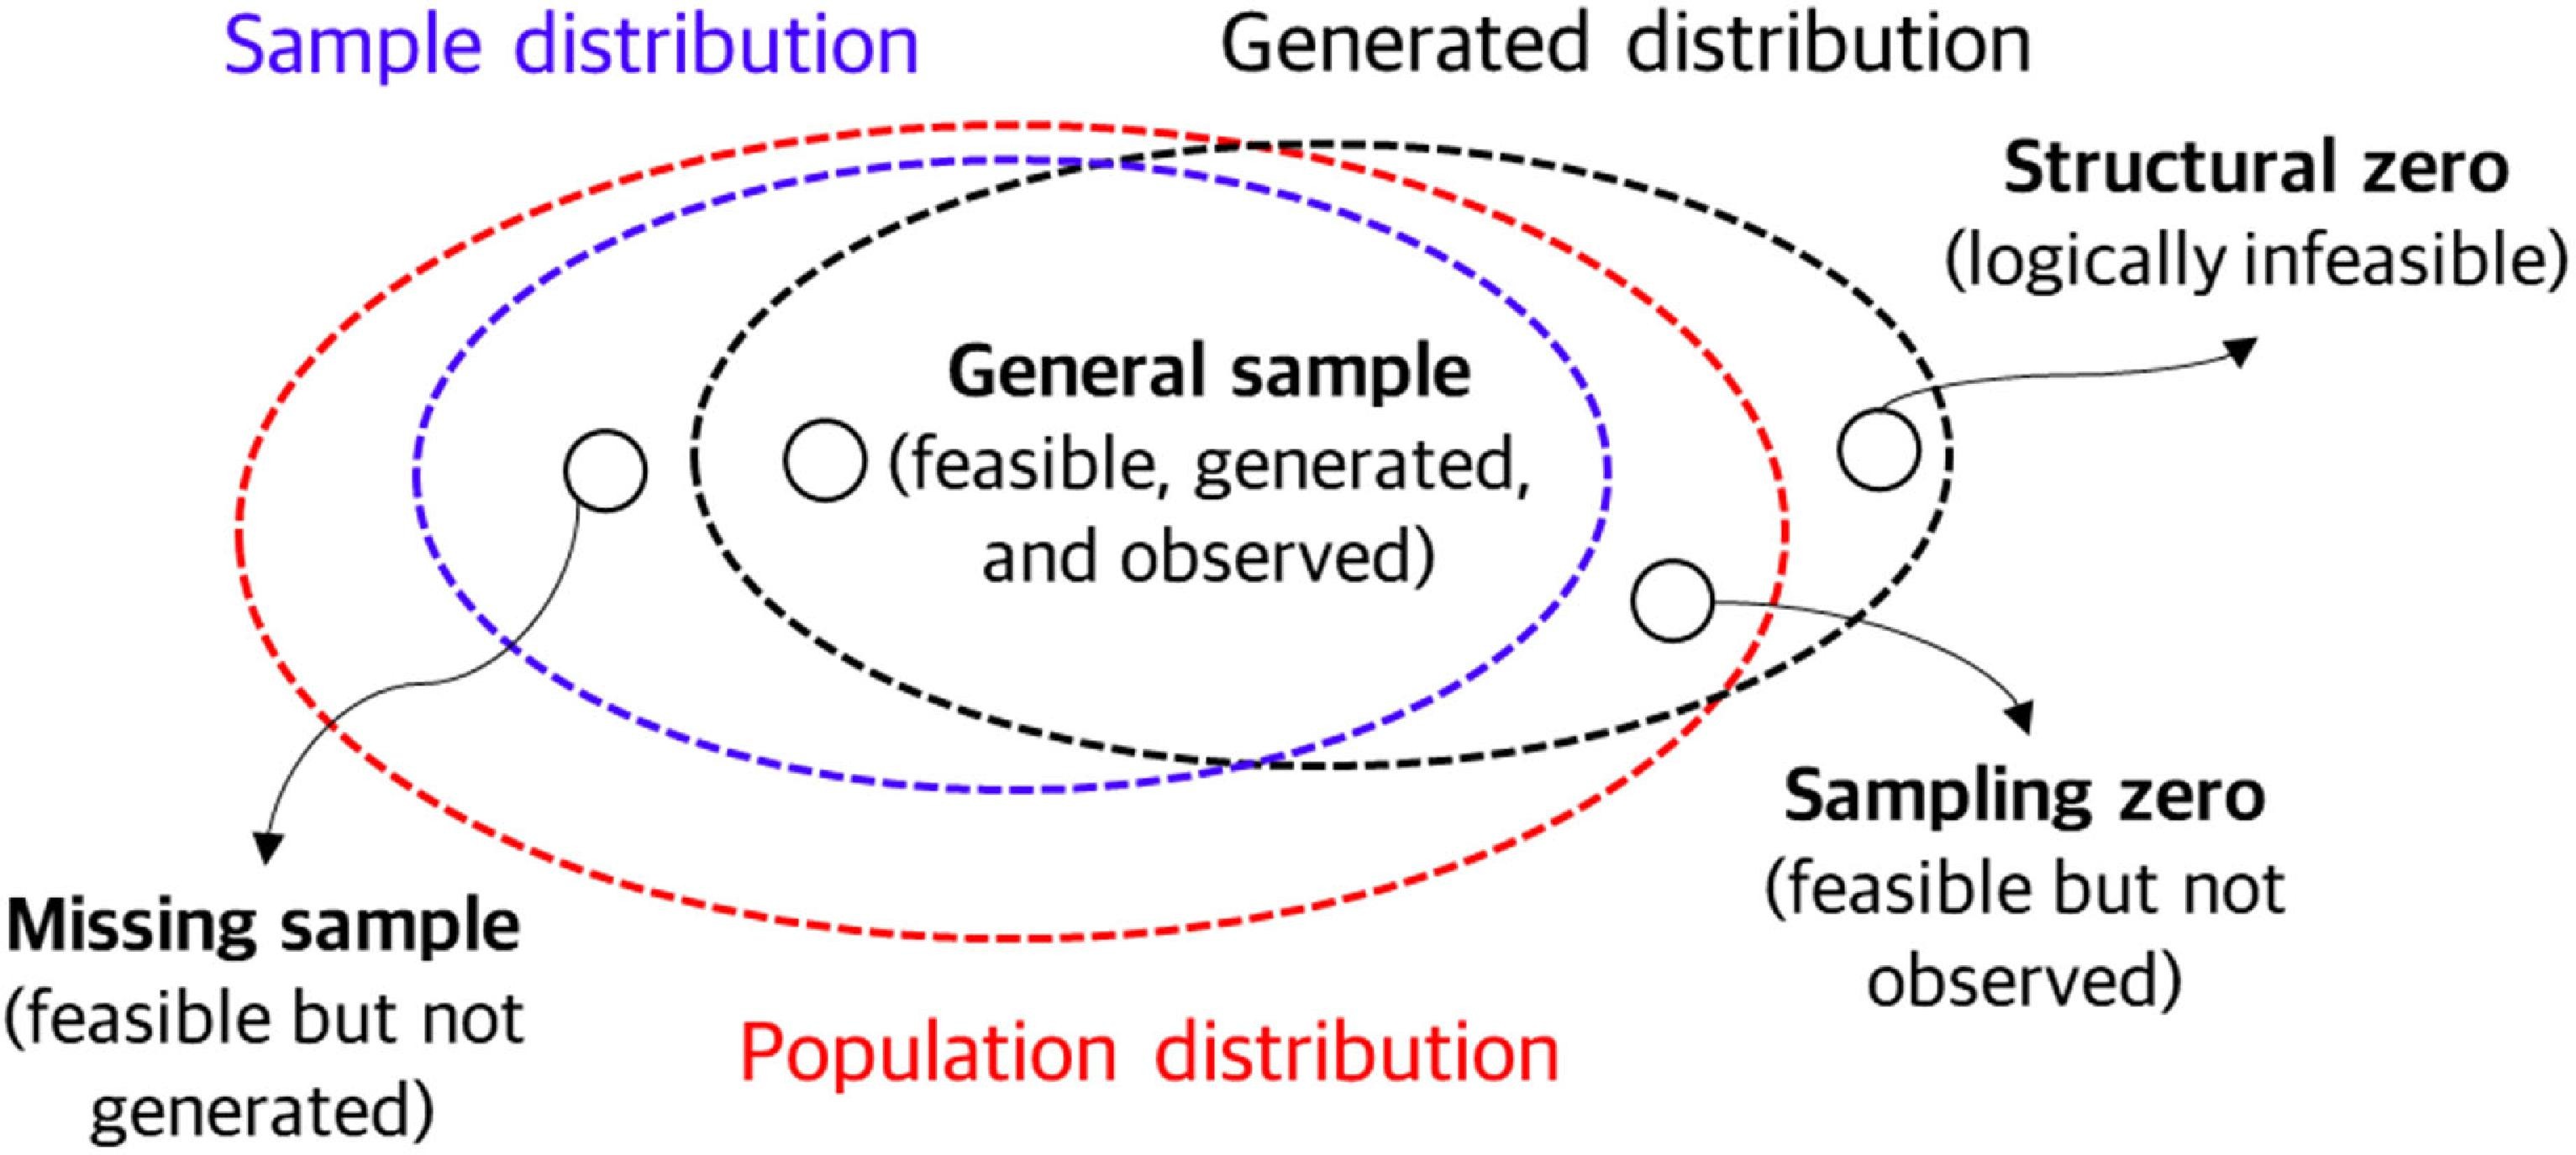 Sample distribution
Generated distribution
Structural zero
(logically infeasible)
General sample
(feasible, generated,
and observed)
Sampling zero
(feasible but not
observed)
Missing sample
(feasible but not
generated)
Population distribution